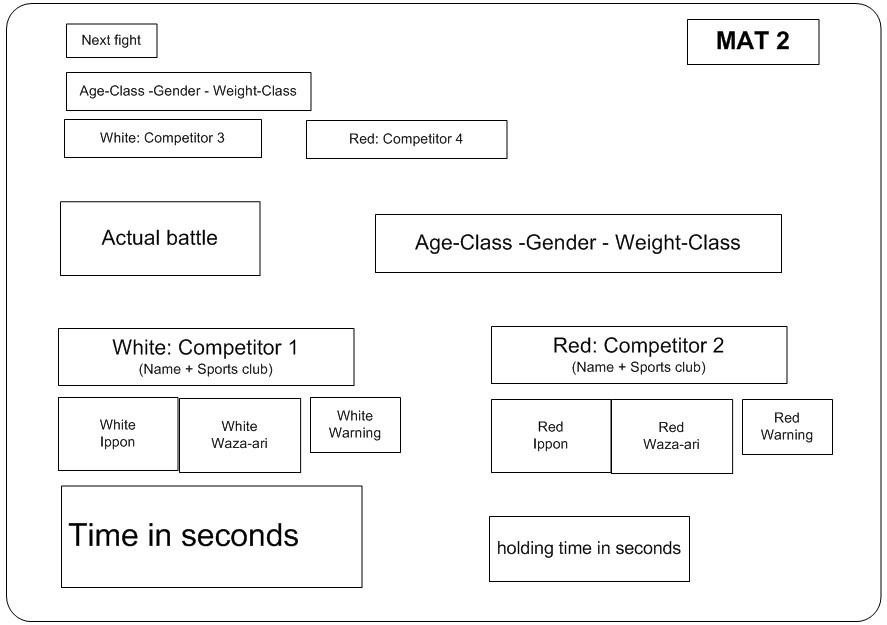 Next fight
MAT 2
Age-Class -Gender - Weight-Class
White: Competitor 3
Red: Competitor 4
Actual battle
Age-Class -Gender - Weight-Class
White: Competitor 1
(Name + Sports club)
Red: Competitor 2
(Name + Sports club)
White
Ippon
White
Waza-ari
White
Warning
Red
Ippon
Red
Waza-ari
Red
Warning
Time in seconds
holding time in seconds